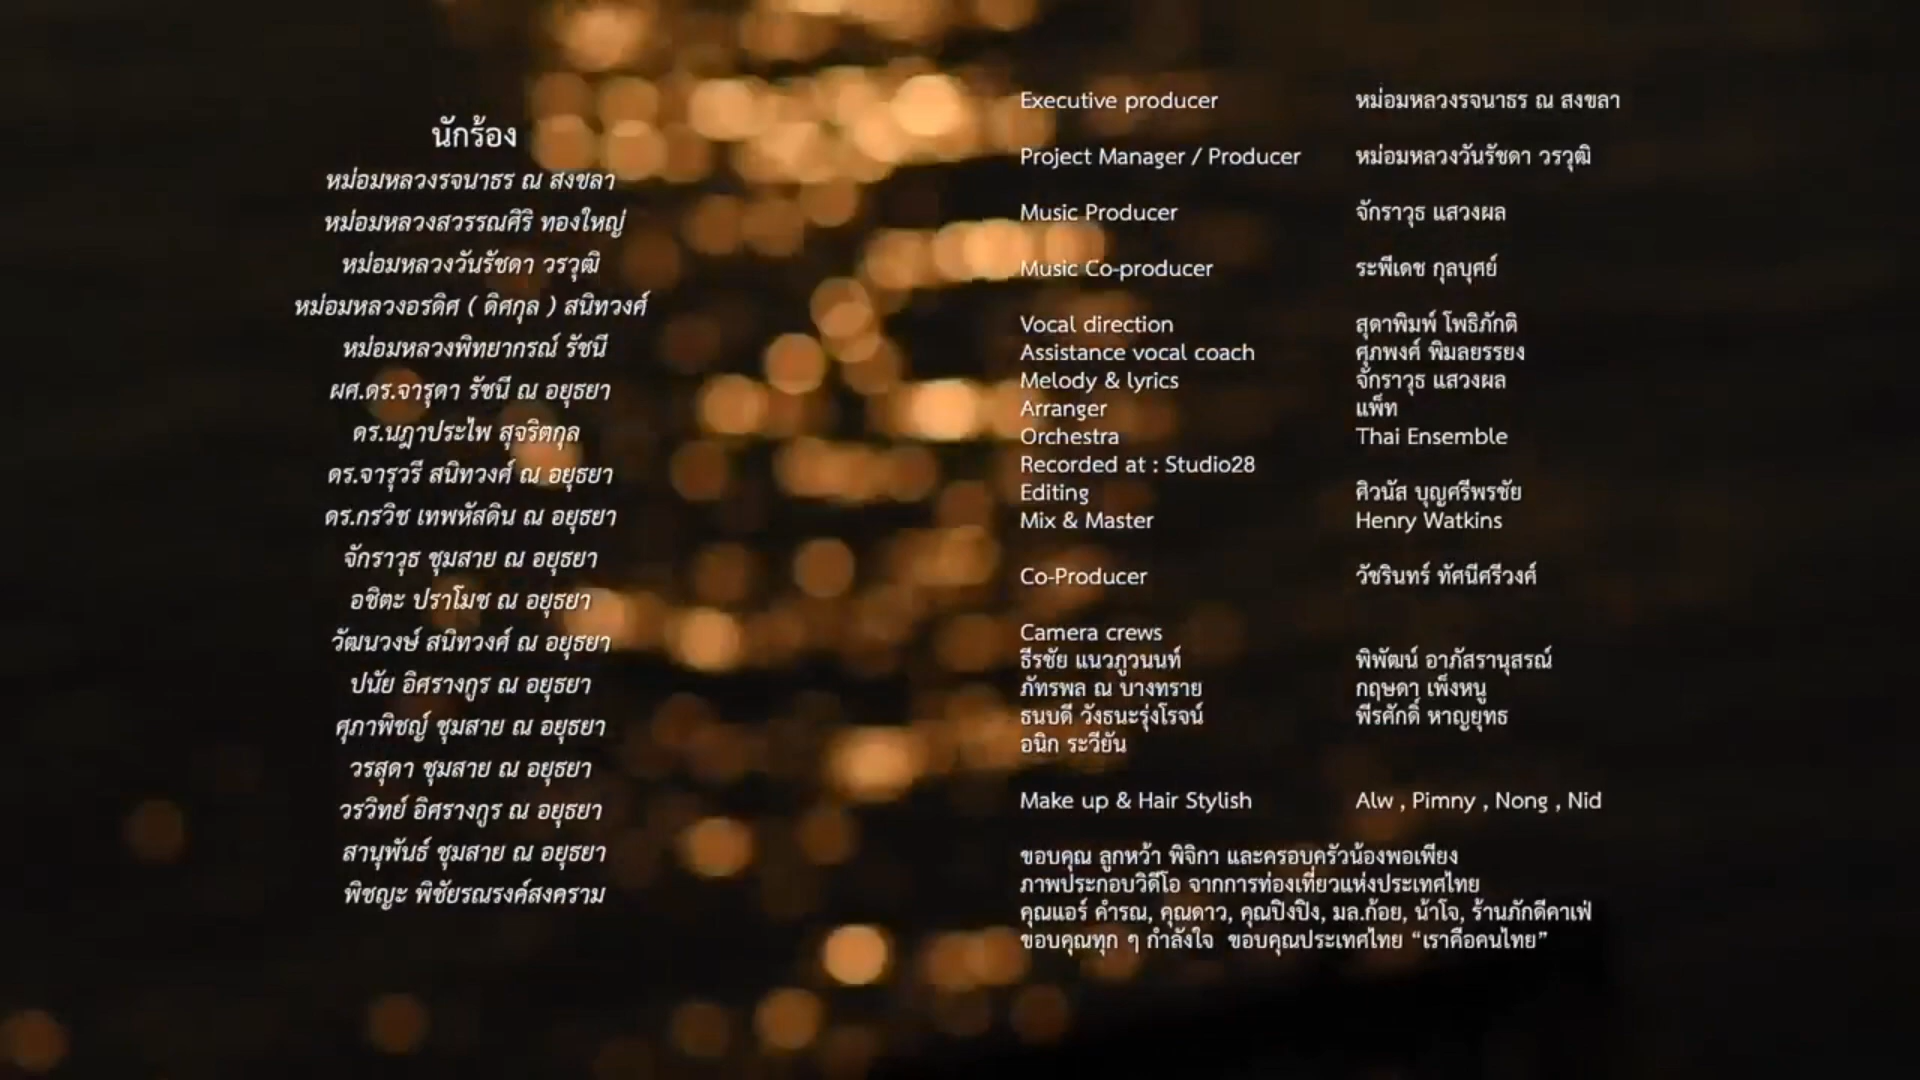 นักร้อง
หม่อมหลวงรจนาธร ณ สงขลา
หม่อมหลวงสวรรณศิริ ทองใหญ่
หม่อมหลวงวันรัชดา วรวุฒิ
หม่อมหลวงอรดิศ ( ดิศกุล ) สนิทวงศ์
หม่อมหลวงพิทยากรณ์ รัชนี
ผศ.ดร.จารุดา รัชนี ณ อยุธยา
ดร.นฎาประไพ สุจริตกุล
ดร.จารุวรี สนิทวงศ์ ณ อยุธยา
ดร.กรวิช เทพหัสดิน ณ อยุธยา
จักราวุธ ชุมสาย ณ อยุธยา
อชิตะ ปราโมช ณ อยุธยา
วัฒนวงษ์ สนิทวงศ์ ณ อยุธยา
ปนัย อิศรางกูร ณ อยุธยา
ศุภาพิชญ์ ชุมสาย ณ อยุธยา
วรสุดา ชุมสาย ณ อยุธยา
วรวิทย์ อิศรางกูร ณ อยุธยา
สานุพันธ์ ชุมสาย ณ อยุธยา
พิชญะ พิชัยรณรงค์สงคราม
Executive producer หม่อมหลวงรจนาธร ณ สงขลา
Project Manager / Producer หม่อมหลวงวันรัชดา วรวุฒิ
Music Producer จักราวุธ แสวงผล
Music Co-producer ระพีเดช กุลบุศย์
Vocal direction สุดาพิมพ์ โพธิภักติ
Assistance vocal coach ศุภพงศ์ พิมลยรรยง
Melody & lyrics จักราวุธ แสวงผล
Arranger แพ็ท
Orchestra Thai Ensemble
Recorded at : Studio28
Editing ศิวนัส บุญศรีพรชัย
Mix & Master Henry Watkins
Co-Producer วัชรินทร์ ทัศนีศรีวงศ์
Camera crews
ธีรชัย แนวภูวนนท์ พิพัฒน์ อาภัสรานุสรณ์
ภัทรพล ณ บางทราย กฤษดา เพ็งหนู
ธนบดี วังธนะรุ่งโรจน์ พีรศักดิ์ หาญยุทธ
อนิก ระวียัน
Make up & Hair Stylish Alw , Pimny , Nong , Nid
ขอบคุณ ลูกหว้า พิจิกา และครอบครัวน้องพอเพียง
ภาพประกอบวิดีโอ จากการท่องเที่ยวแห่งประเทศไทย
คุณแอร์ คำรณ, คุณดาว, คุณปิงปิง, มล.ก้อย, น้าโจ, ร้านภักดีคาเฟ่
ขอบคุณทุก ๆ กำลังใจ ขอบคุณประเทศไทย “เราคือคนไทย”